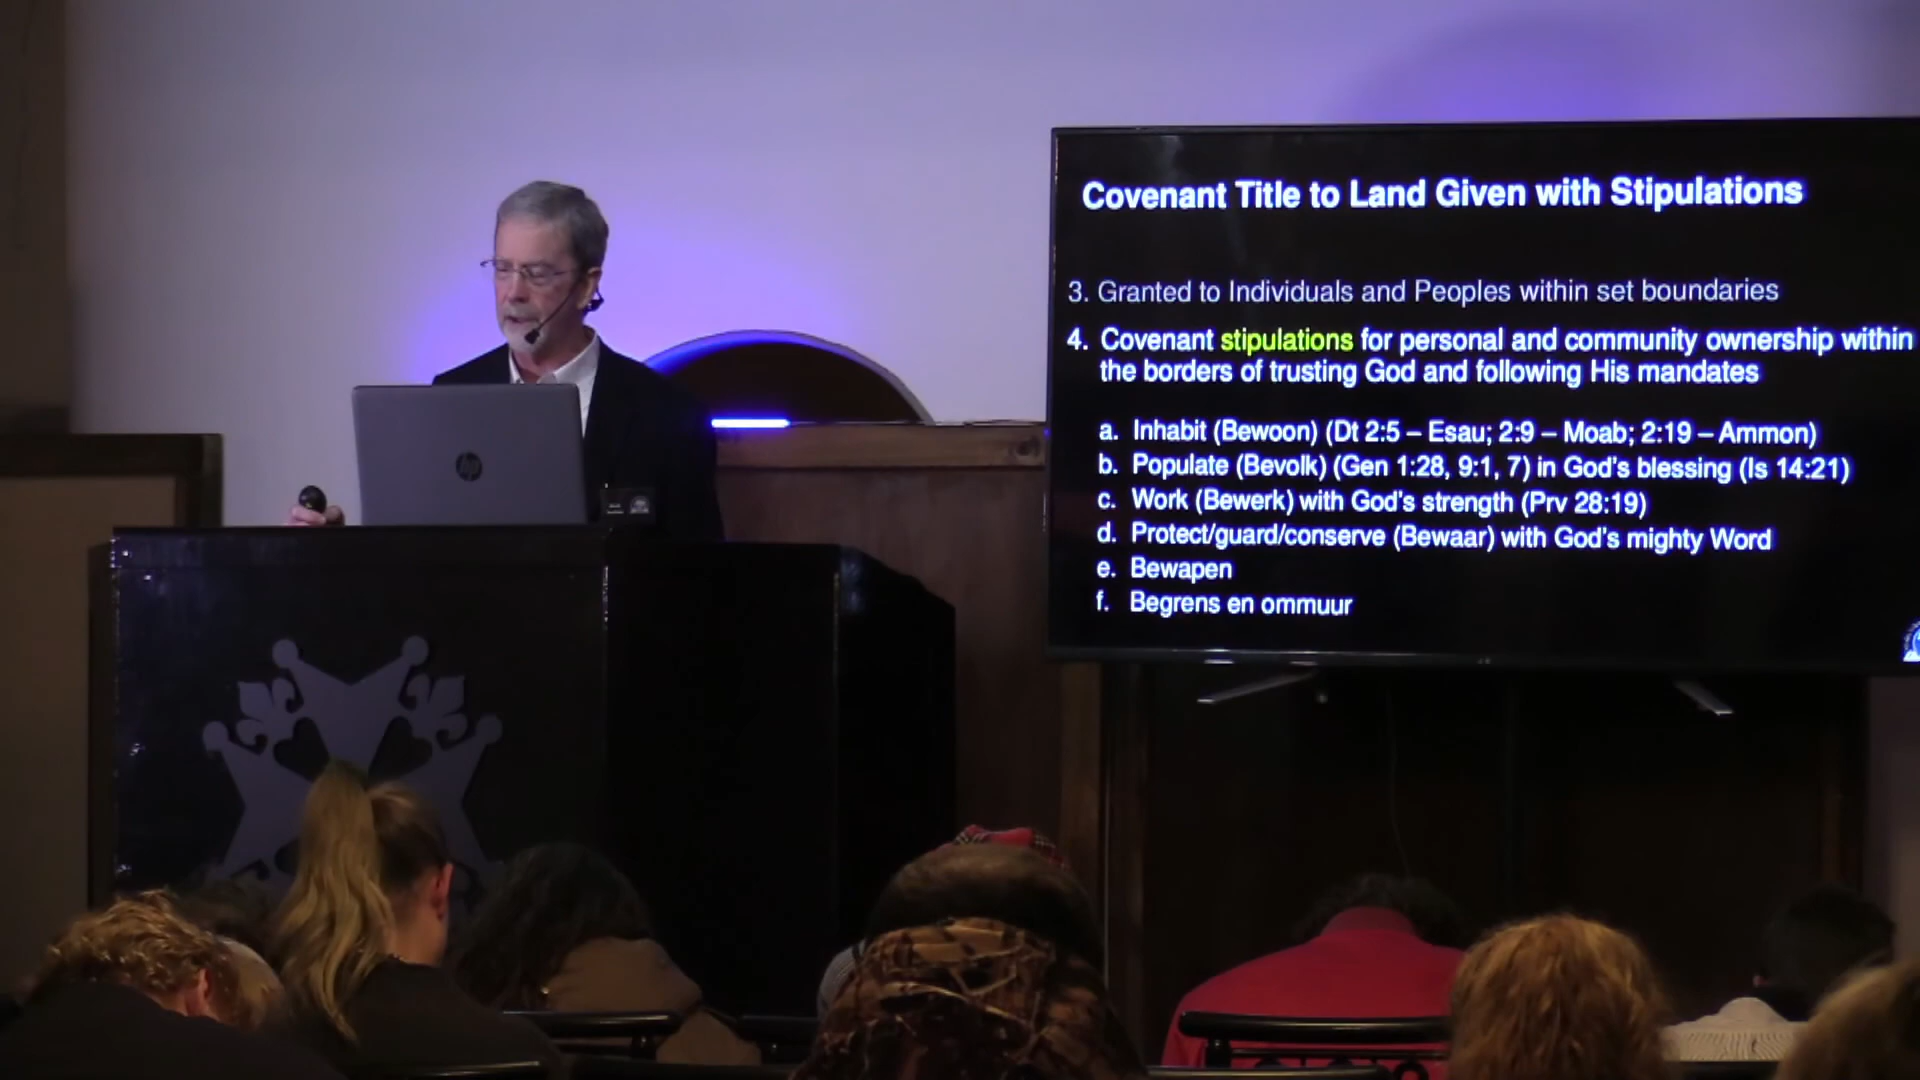 Covenant Title to Land Given with Stipulations
3. Granted to Individuals and Peoples within set boundaries
4. Covenant stipulations for personal and community ownership within
the borders of trusting God and following His mandates
a. Inhabit (Bewoon) (Dt 2:5 – Esau; 2:9 – Moab; 2:19 – Ammon)
b. Populate (Bevolk) (Gen 1:28, 9:1, 7) in God's blessing (Is 14:21)
c. Work (Bewerk) with God's strength (Prv 28:19)
d. Protect/guard/conserve (Bewaar) with God's mighty Word
e. Bewapen
f. Begrens en ommuur
hp